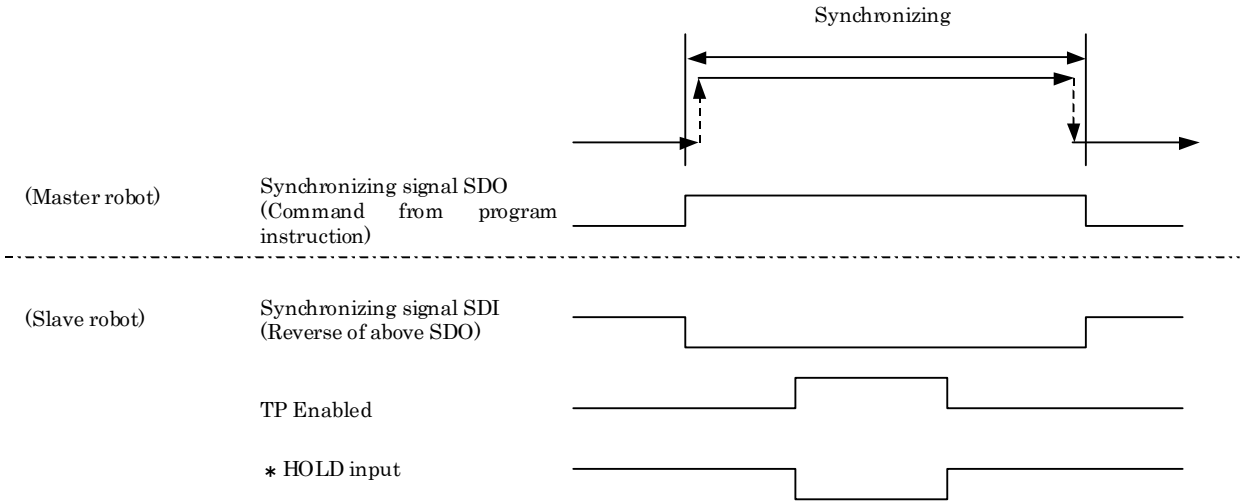 Synchronizing
(Master robot)
Synchronizing signal SDO
(Command from program
instruction)
(Slave robot)
Synchronizing signal SDI
(Reverse of above SDO)
TP Enabled
* HOLD input